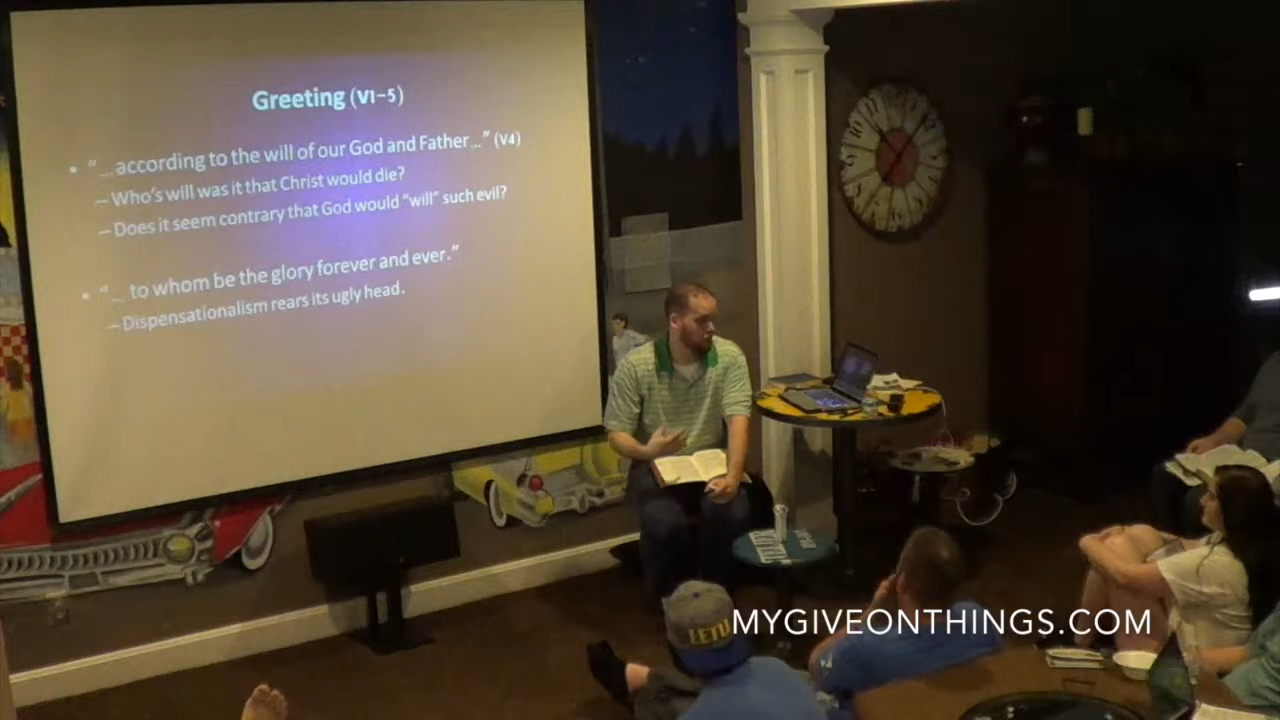 Greeting (V1-5)
• "…according to the will of our God and Father…" (V4)
– Who's will was it that Christ would die?
– Does it seem contrary that God would "will" such evil?
• "… to whom be the glory forever and ever."
– Dispensationalism rears its ugly head.
LETU
MYGIVEONTHINGS.COM